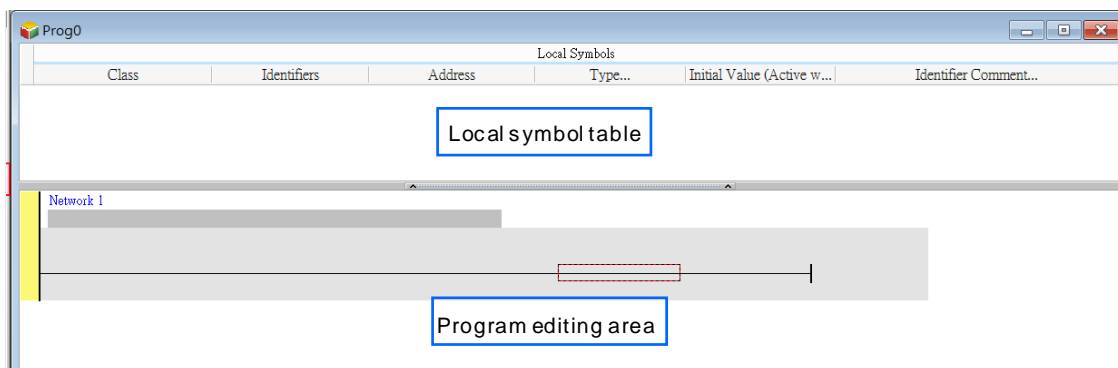 Prog0
Local Symbols
Class Identifiers Address Type... Initial Value (Active w... Identifier Comment...
Local symbol table
Network 1
Program editing area